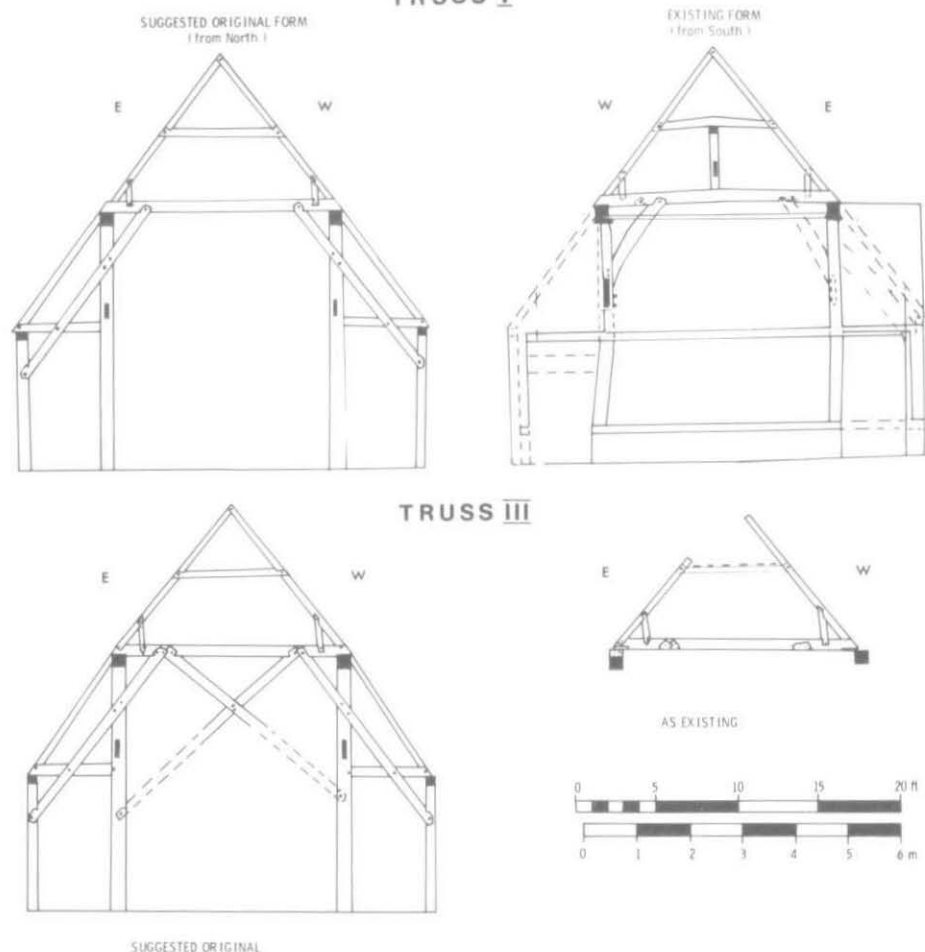 TRUSS I
SUGGESTED ORIGINAL FORM
(from North)
EXISTING FORM
(from South)
E
W
W
E
TRUSS III
E
W
E
W
AS EXISTING
0 5 10 15 20 ft
0 1 2 3 4 5 6 m
SUGGESTED ORIGINAL